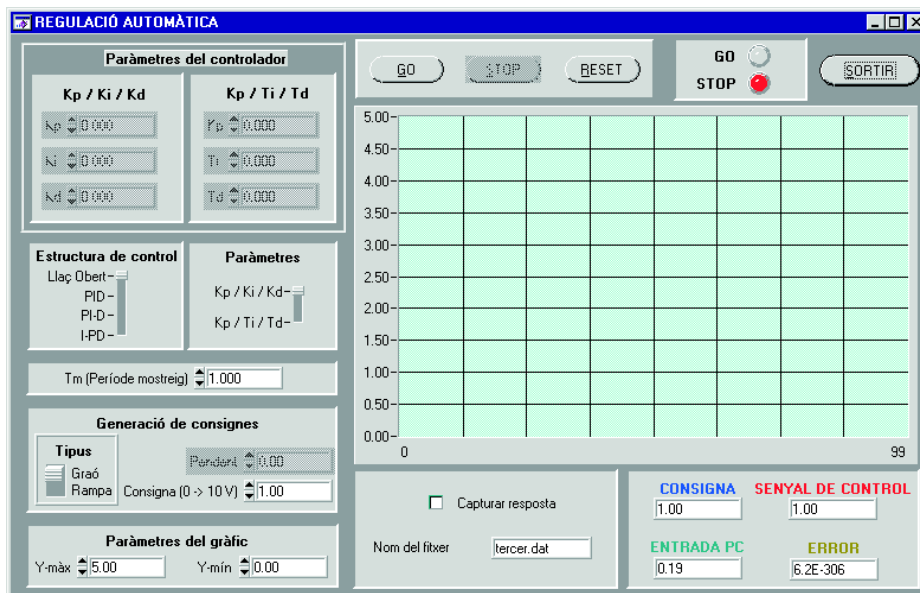 REGULACIÓ AUTOMÀTICA
Paràmetres del controlador
Kp / Ki / Kd
Kp 0.000
Ki 0.000
Kd 0.000
Kp / Ti / Td
Kp 0.000
Ti 0.000
Td 0.000
Estructura de control
Llaç Obert
PID
PI-D
I-PD
Paràmetres
Kp / Ki / Kd
Kp / Ti / Td
Tm (Període mostreig) 1.000
Generació de consignes
Tipus
Graó
Rampa
Pendent 0.00
Consigna (0 -> 10 V) 1.00
Paràmetres del gràfic
Y-màx 5.00 Y-mín 0.00
GO STOP RESET
GO
STOP
SORTIR
5.00
4.50
4.00
3.50
3.00
2.50
2.00
1.50
1.00
0.50
0.00
0 99
Capturar resposta
Nom del fitxer tercer.dat
CONSIGNA
1.00
SENYAL DE CONTROL
1.00
ENTRADA PC
0.19
ERROR
6.2E-306